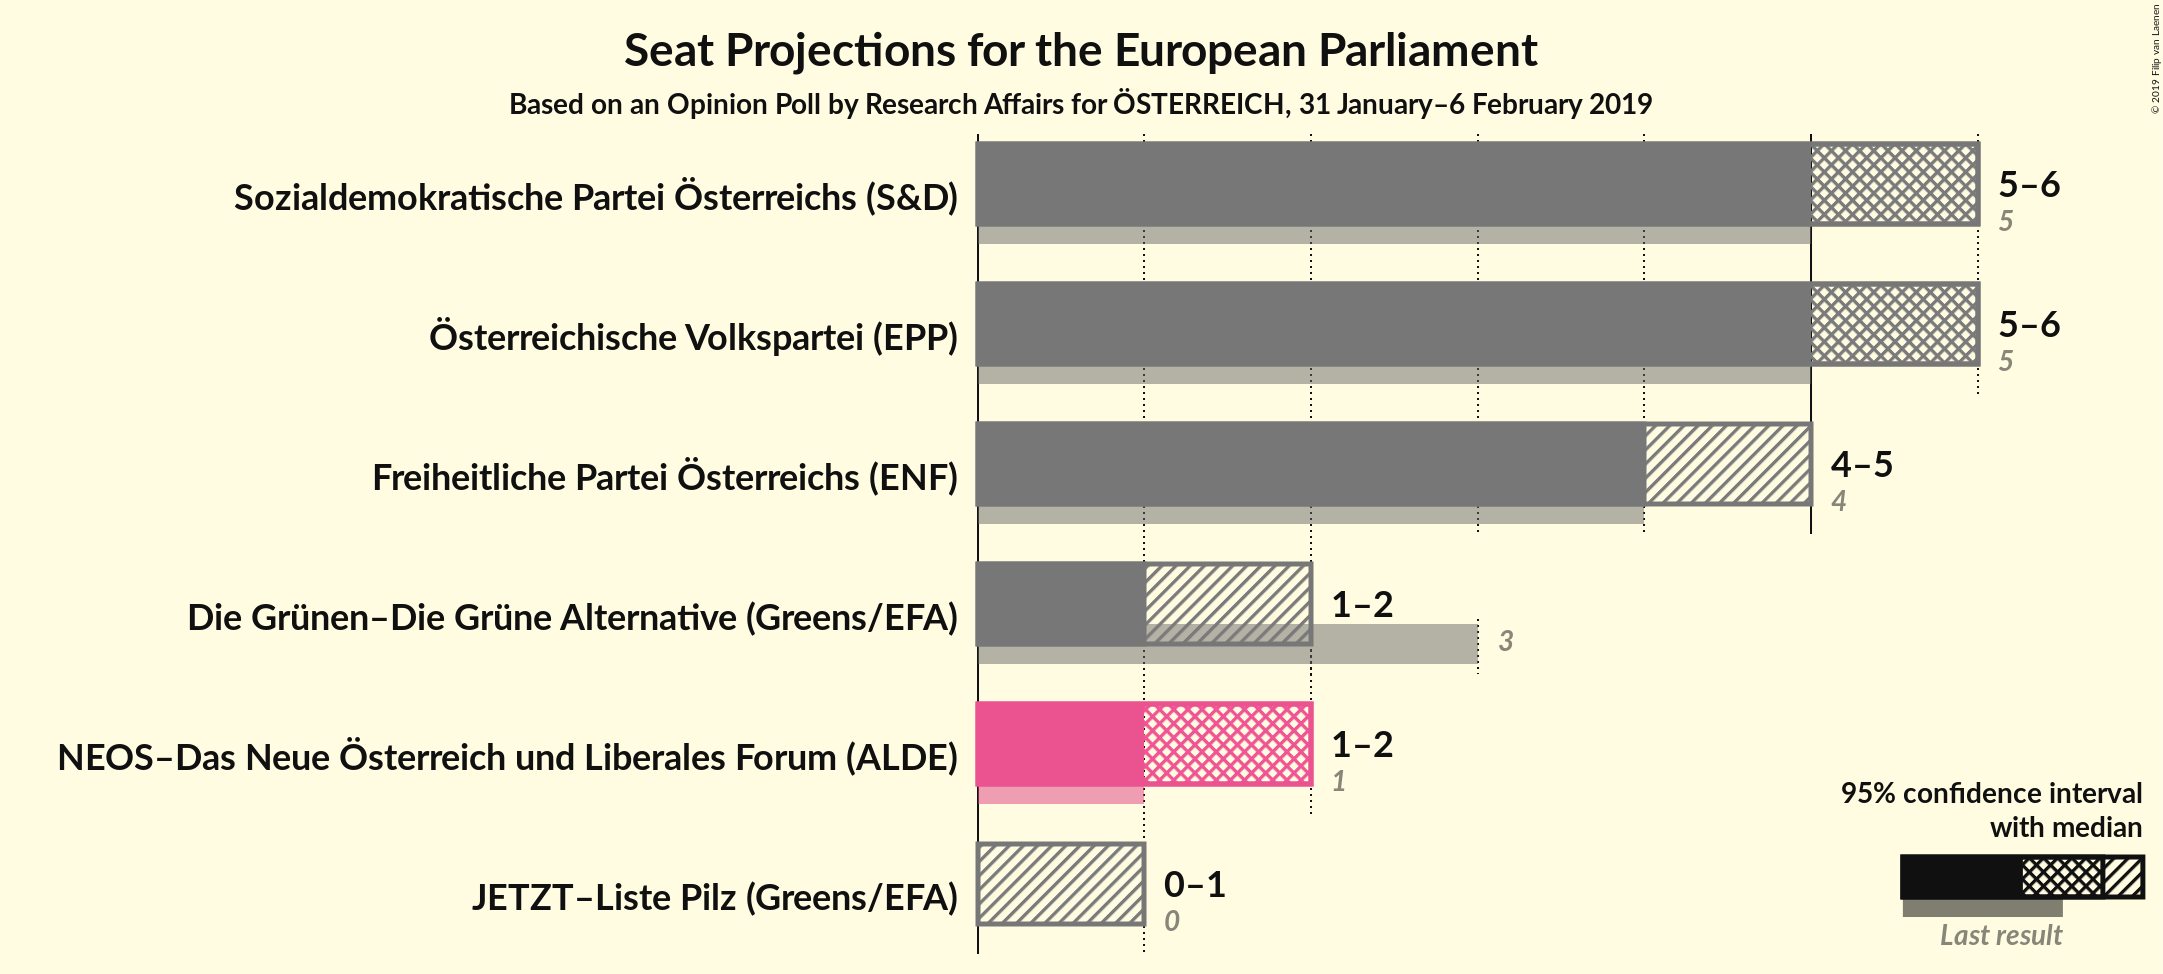 Seat Projections for the European Parliament
Based on an Opinion Poll by Research Affairs for ÖSTERREICH, 31 January–6 February 2019
© 2019 Filip van Laenen
Sozialdemokratische Partei Österreichs (S&D)
5–6
5
Österreichische Volkspartei (EPP)
5–6
5
Freiheitliche Partei Österreichs (ENF)
4–5
4
Die Grünen–Die Grüne Alternative (Greens/EFA)
1–2
3
NEOS–Das Neue Österreich und Liberales Forum (ALDE)
1–2
1
JETZT–Liste Pilz (Greens/EFA)
0–1
0
95% confidence interval
with median
Last result